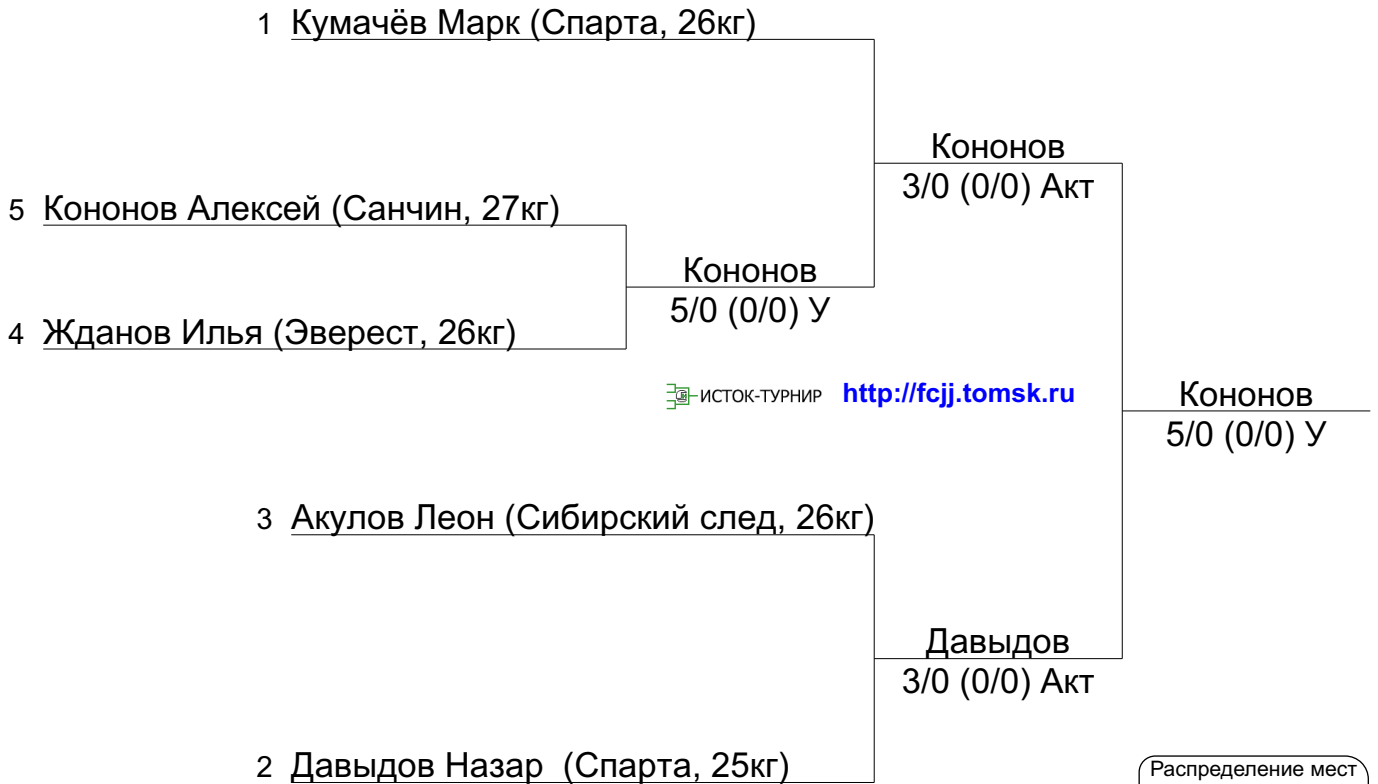 1 Кумачёв Марк (Спарта, 26кг)
Кононов
3/0 (0/0) Акт
5 Кононов Алексей (Санчин, 27кг)
Кононов
5/0 (0/0) У
4 Жданов Илья (Эверест, 26кг)
ИСТОК-ТУРНИР http://fcjj.tomsk.ru
Кононов
5/0 (0/0) У
3 Акулов Леон (Сибирский след, 26кг)
Давыдов
3/0 (0/0) Акт
2 Давыдов Назар (Спарта, 25кг)
Распределение мест